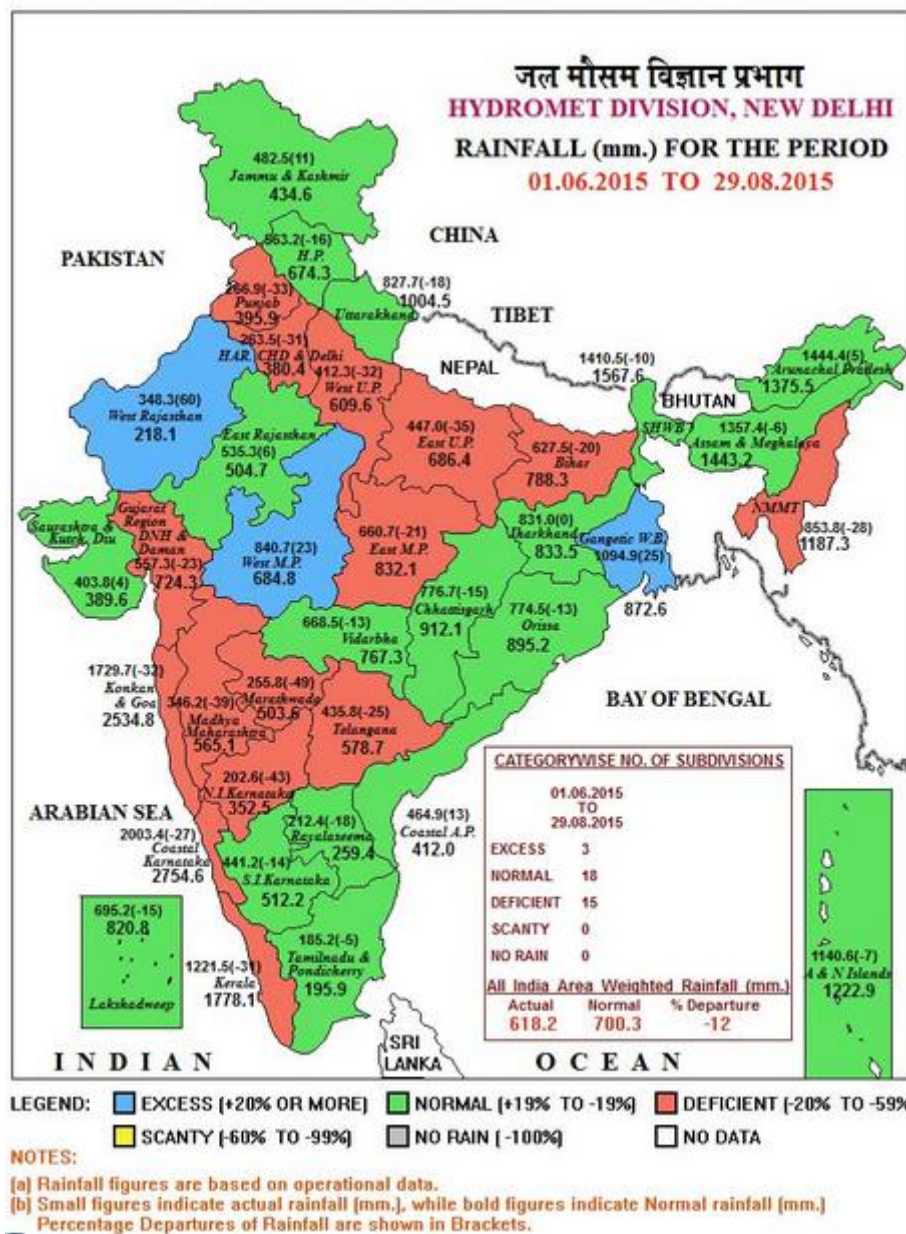 जल मौसम विज्ञान प्रभाग
HYDROMET DIVISION, NEW DELHI
RAINFALL (mm.) FOR THE PERIOD
01.06.2015 TO 29.08.2015
482.5(11)
Jammu & Kashmir
434.6
CHINA
PAKISTAN
563.2(-16)
H.P.
674.3
827.7(-18)
1004.5
Uttarakhand
TIBET
266.9(-33)
Punjab
395.9
263.5(-31)
HAR. CHD & Delhi
380.4
412.3(-32)
West U.P.
609.6
NEPAL
1410.5(-10)
1567.6
SHWB
BHUTAN
1444.4(5)
Arunachal Pradesh
1375.5
1357.4(-6)
Assam & Meghalaya
1443.2
348.3(60)
West Rajasthan
218.1
East Rajasthan
535.3(6)
504.7
447.0(-35)
East U.P.
686.4
627.5(-20)
Bihar
788.3
NMMT
853.8(-28)
1187.3
Gujarat
Region
DNH &
Daman
557.3(-23)
724.3
Saurashtra &
Kutch, Diu
403.8(4)
389.6
840.7(23)
West M.P.
684.8
660.7(-21)
East M.P.
832.1
831.0(0)
Jharkhand
833.5
Gangetic W.B.
1094.9(25)
872.6
776.7(-15)
Chhattisgarh
912.1
774.5(-13)
Orissa
895.2
668.5(-13)
Vidarbha
767.3
1729.7(-32)
Konkan
& Goa
2534.8
346.2(-39)
Madhya
Maharashtra
565.1
255.8(-49)
Marathwada
503.6
435.8(-25)
Telangana
578.7
BAY OF BENGAL
202.6(-43)
N.I.Karnataka
352.5
ARABIAN SEA
2003.4(-27)
Coastal
Karnataka
2754.6
212.4(-18)
Rayalaseema
259.4
464.9(13)
Coastal A.P.
412.0
441.2(-14)
S.I.Karnataka
512.2
695.2(-15)
820.8
Lakshadweep
1221.5(-31)
Kerala
1778.1
185.2(-5)
Tamilnadu &
Pondicherry
195.9
1140.6(-7)
A & N Islands
1222.9
CATEGORYWISE NO. OF SUBDIVISIONS
01.06.2015
TO
29.08.2015
EXCESS 3
NORMAL 18
DEFICIENT 15
SCANTY 0
NO RAIN 0
All India Area Weighted Rainfall (mm.)
Actual Normal % Departure
618.2 700.3 -12
SRI
LANKA
INDIAN OCEAN
LEGEND: EXCESS (+20% OR MORE) NORMAL (+19% TO -19%) DEFICIENT (-20% TO -59%
SCANTY (-60% TO -99%) NO RAIN (-100%) NO DATA
NOTES:
(a) Rainfall figures are based on operational data.
(b) Small figures indicate actual rainfall (mm.), while bold figures indicate Normal rainfall (mm.)
Percentage Departures of Rainfall are shown in Brackets.